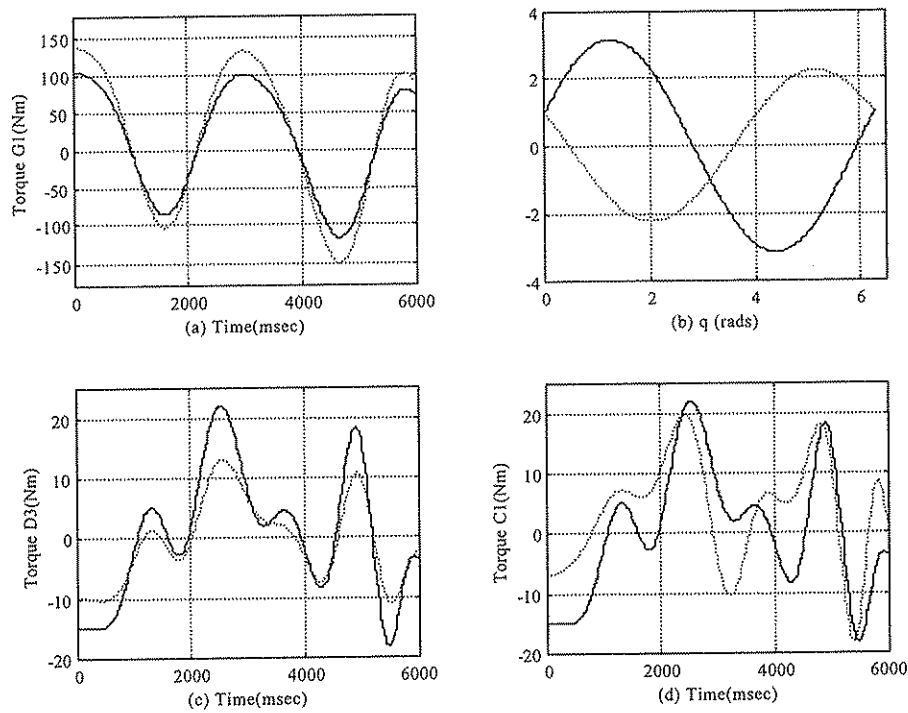 150
100
50
0
-50
-100
-150
Torque G1(Nm)
0 2000 4000 6000
(a) Time(msec)
4
2
0
-2
-4
0 2 4 6
(b) q (rads)
20
10
0
-10
-20
Torque D3(Nm)
0 2000 4000 6000
(c) Time(msec)
20
10
0
-10
-20
Torque C1(Nm)
0 2000 4000 6000
(d) Time(msec)